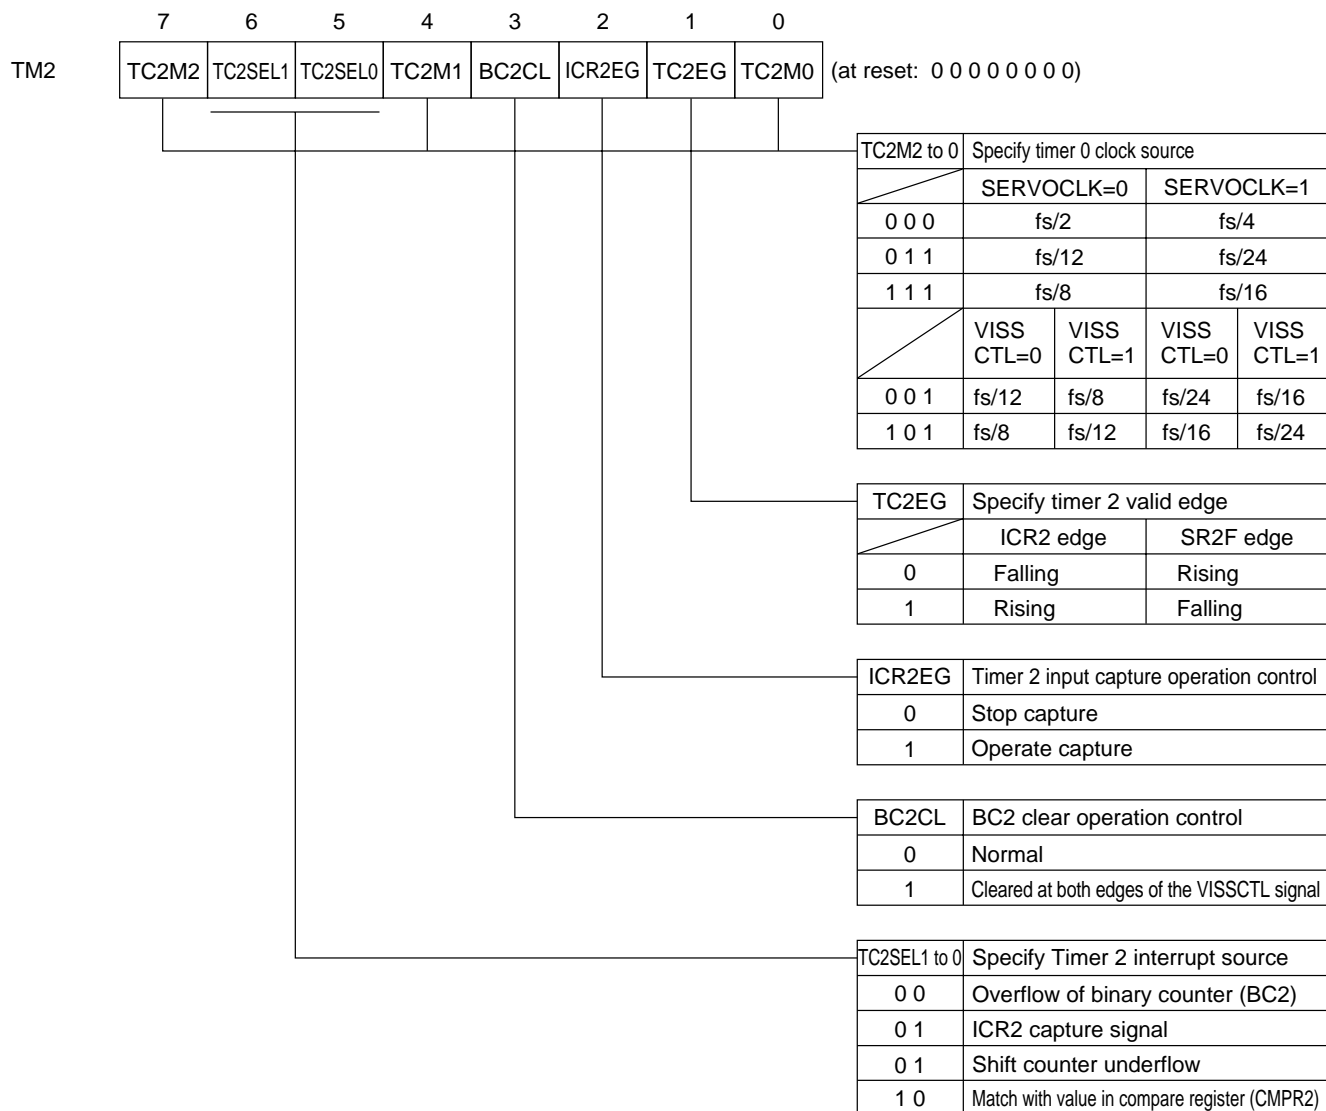 7 6 5 4 3 2 1 0
TM2 TC2M2 TC2SEL1 TC2SEL0 TC2M1 BC2CL ICR2EG TC2EG TC2M0 (at reset: 0 0 0 0 0 0 0 0)
TC2M2 to 0 Specify timer 0 clock source
SERVOCLK=0 SERVOCLK=1
0 0 0 fs/2 fs/4
0 1 1 fs/12 fs/24
1 1 1 fs/8 fs/16
VISS VISS VISS VISS
CTL=0 CTL=1 CTL=0 CTL=1
0 0 1 fs/12 fs/8 fs/24 fs/16
1 0 1 fs/8 fs/12 fs/16 fs/24
TC2EG Specify timer 2 valid edge
ICR2 edge SR2F edge
0 Falling Rising
1 Rising Falling
ICR2EG Timer 2 input capture operation control
0 Stop capture
1 Operate capture
BC2CL BC2 clear operation control
0 Normal
1 Cleared at both edges of the VISSCTL signal
TC2SEL1 to 0 Specify Timer 2 interrupt source
0 0 Overflow of binary counter (BC2)
0 1 ICR2 capture signal
0 1 Shift counter underflow
1 0 Match with value in compare register (CMPR2)